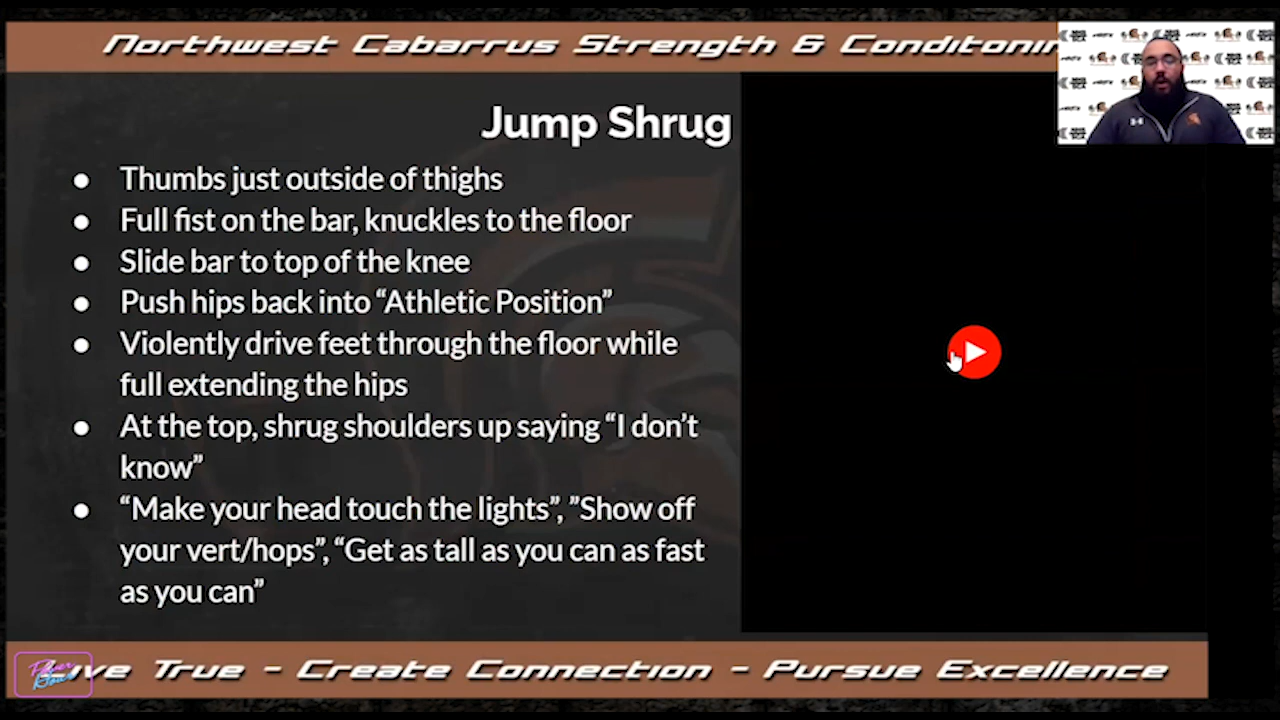 Northwest Cabarrus Strength & Conditonin
Jump Shrug
● Thumbs just outside of thighs
● Full fist on the bar, knuckles to the floor
● Slide bar to top of the knee
● Push hips back into “Athletic Position”
● Violently drive feet through the floor while
full extending the hips
● At the top, shrug shoulders up saying “I don’t
know”
● “Make your head touch the lights”, ”Show off
your vert/hops”, “Get as tall as you can as fast
as you can”
True - Create Connection - Pursue Excellence